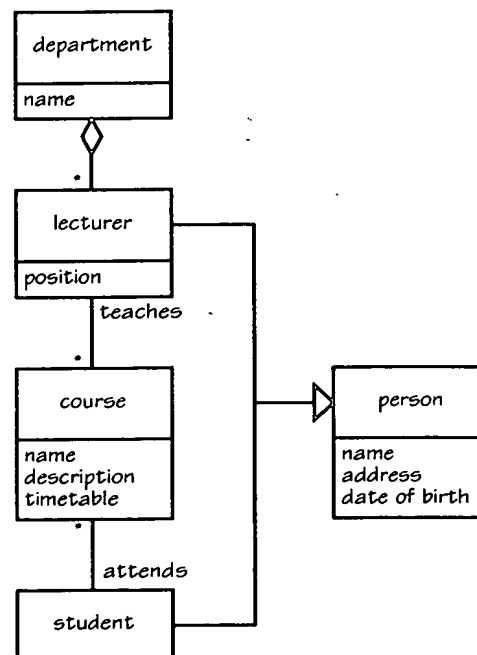 department
name
*
lecturer
position
teaches
*
course
name
description
timetable
*
attends
student
person
name
address
date of birth